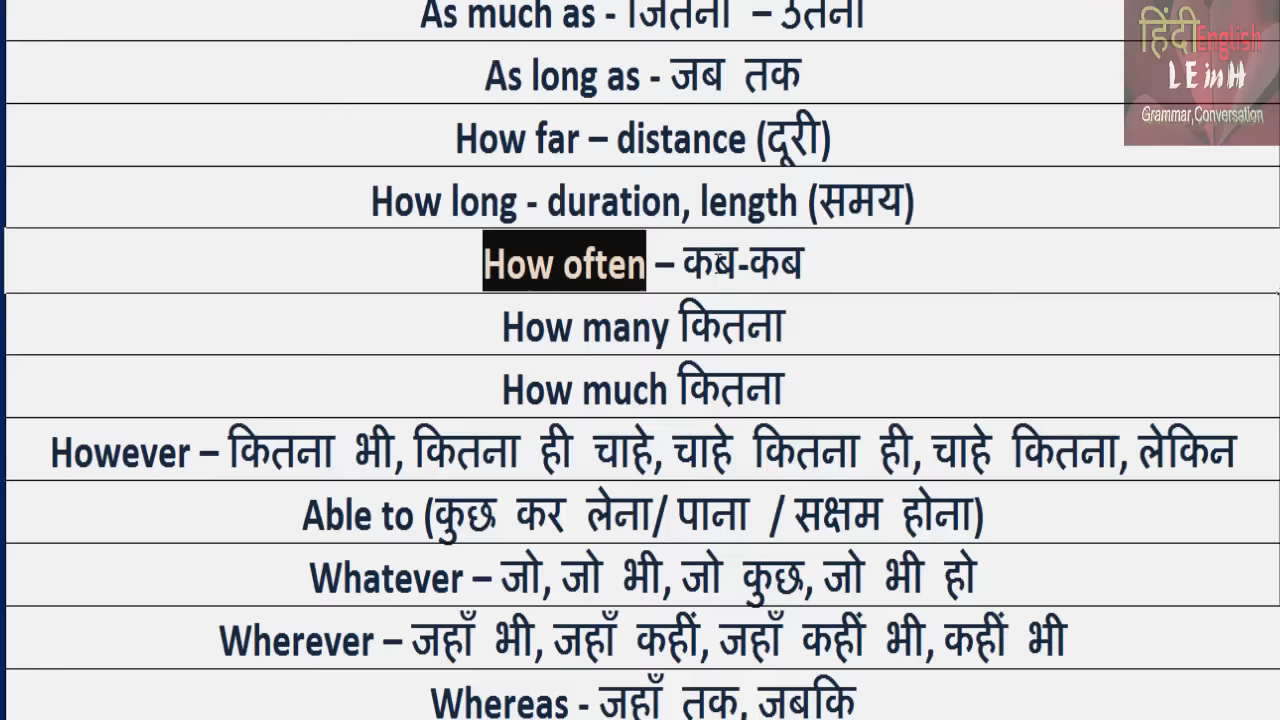 As much as - जितना – उतना
As long as - जब तक
How far – distance (दूरी)
How long - duration, length (समय)
How often – कब-कब
How many कितना
How much कितना
However – कितना भी, कितना ही चाहे, चाहे कितना ही, चाहे कितना, लेकिन
Able to (कुछ कर लेना/ पाना / सक्षम होना)
Whatever – जो, जो भी, जो कुछ, जो भी हो
Wherever – जहाँ भी, जहाँ कहीं, जहाँ कहीं भी, कहीं भी
Whereas - जहाँ तक, जबकि
हिंदी English
L E in H
Grammar,Conversation